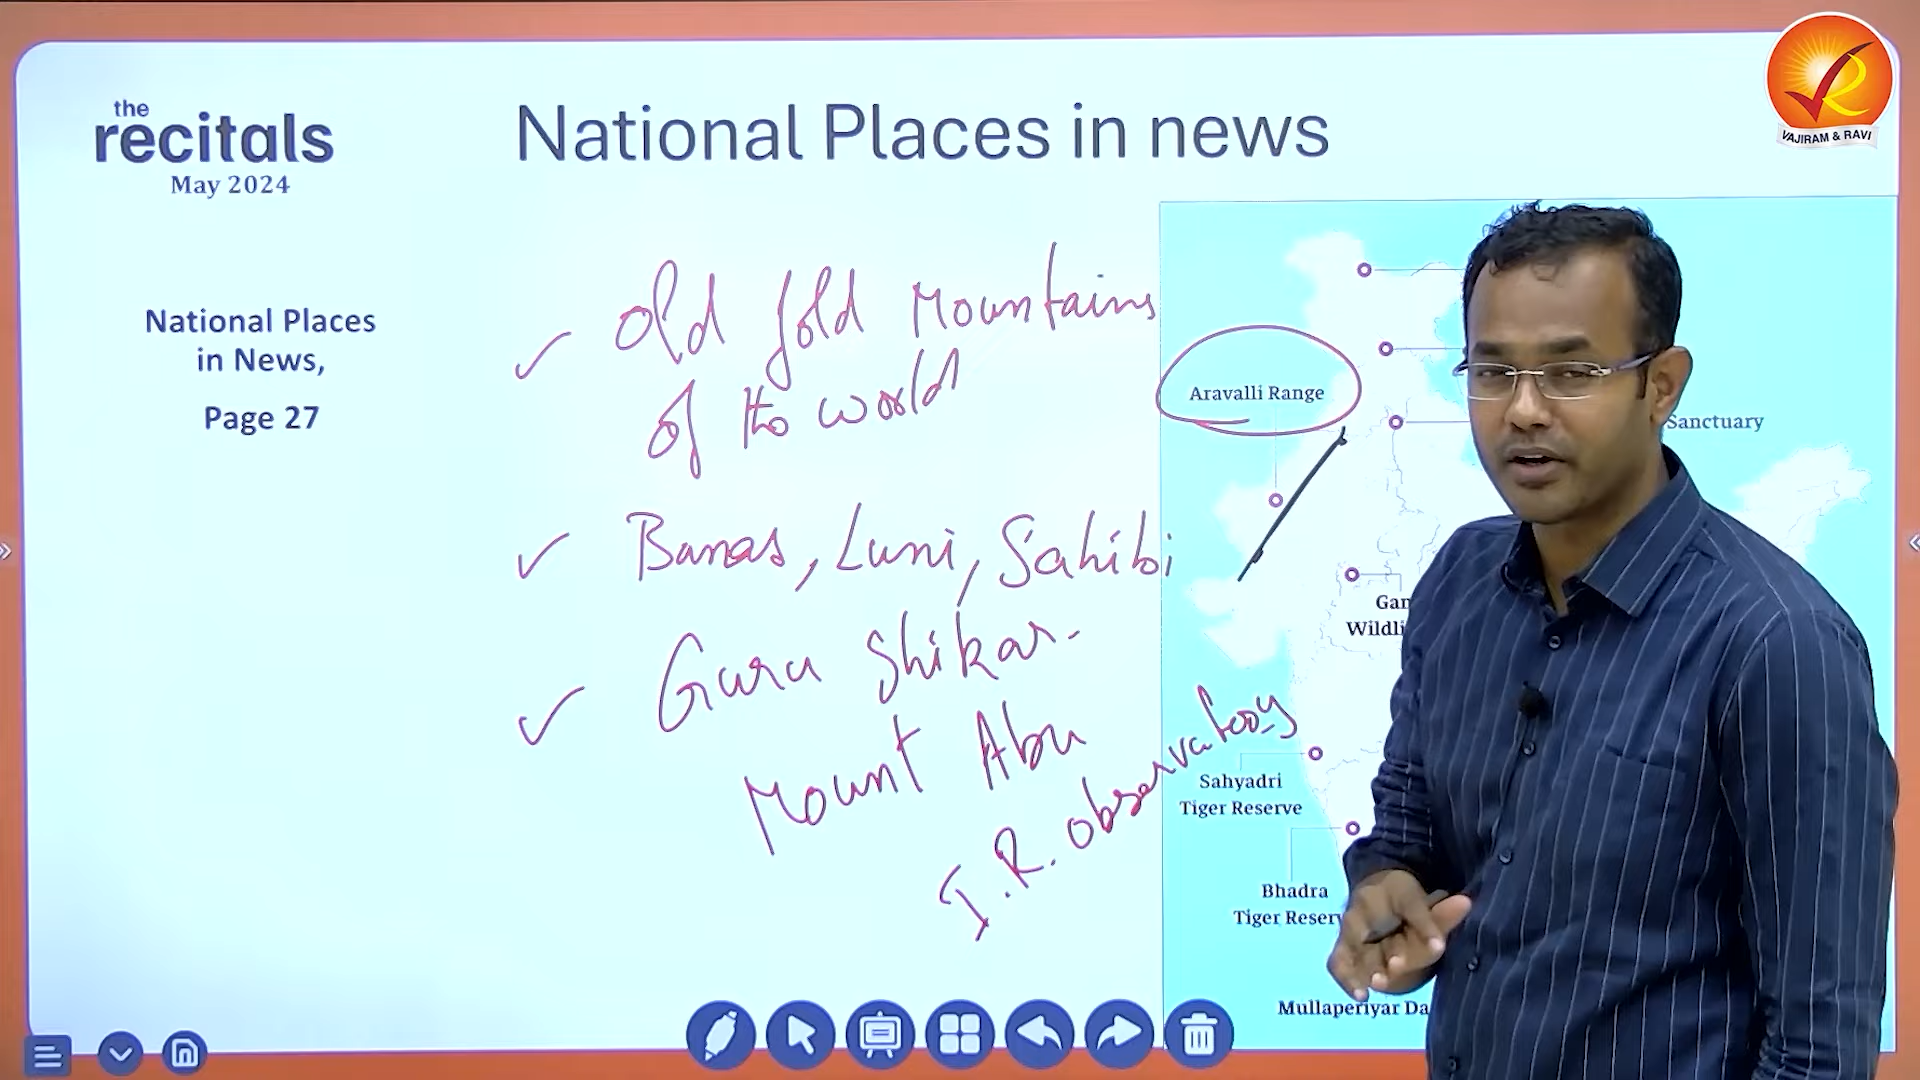 the
recitals
May 2024
National Places in news
VAJIRAM & RAVI
National Places
in News,
Page 27
Old fold Mountains
of the world
Banas, Luni, Sahibi
Guru Shikar.
Mount Abu
I.R. observatory
Aravalli Range
Sanctuary
Gan
Wildli
Sahyadri
Tiger Reserve
Bhadra
Tiger Reserv
Mullaperiyar Da